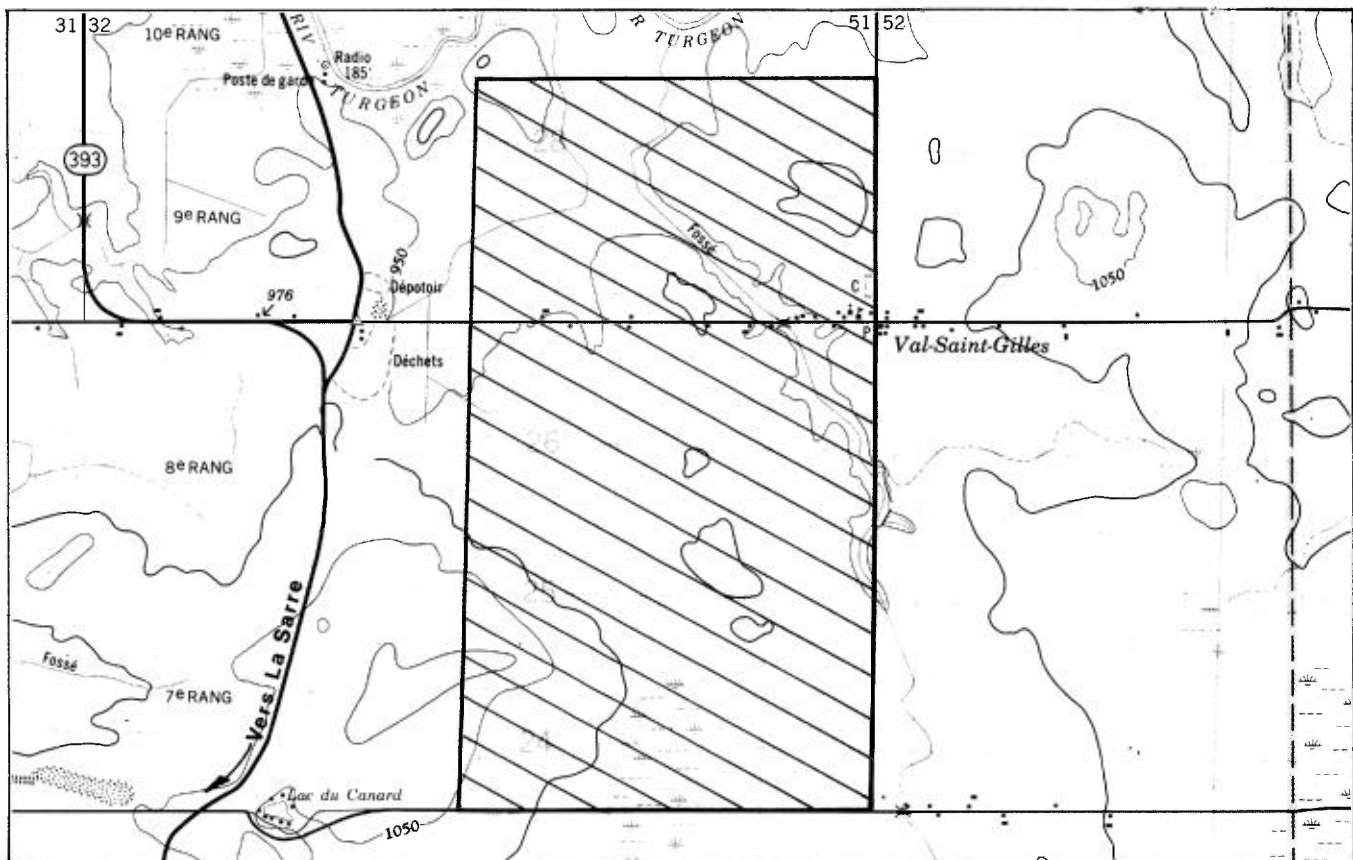 31 32
10e RANG
RIV TURGEON
Radio
185'
Poste de garde
R TURGEON
51 52
393
28
9e RANG
Fossé
950
Dépotoir
976
C
1050
P
Val-Saint-Gilles
Déchets
26
8e RANG
25
Vers La Sarre
Fossé
7e RANG
24
Lac du Canard
1050